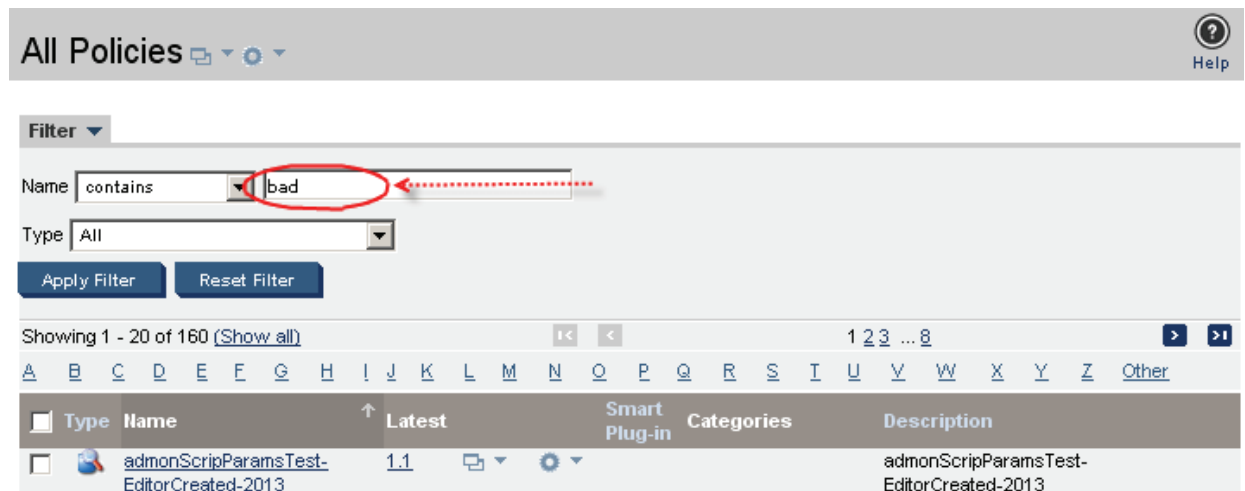 All Policies
Help
Filter
Name contains bad
Type All
Apply Filter Reset Filter
Showing 1 - 20 of 160 (Show all) 1 2 3 ... 8
A B C D E F G H I J K L M N O P Q R S T U V W X Y Z Other
Type Name Latest Smart Plug-in Categories Description
admonScripParamsTest- 1.1 admonScripParamsTest-
EditorCreated-2013 EditorCreated-2013